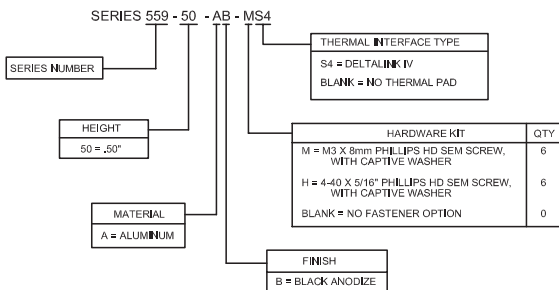 SERIES 559 - 50 - AB - MS4
THERMAL INTERFACE TYPE
S4 = DELTALINK IV
BLANK = NO THERMAL PAD
SERIES NUMBER
HEIGHT
50 = .50"
HARDWARE KIT QTY
M = M3 X 8mm PHILLIPS HD SEM SCREW, 6
WITH CAPTIVE WASHER
H = 4-40 X 5/16" PHILLIPS HD SEM SCREW, 6
WITH CAPTIVE WASHER
BLANK = NO FASTENER OPTION 0
MATERIAL
A = ALUMINUM
FINISH
B = BLACK ANODIZE